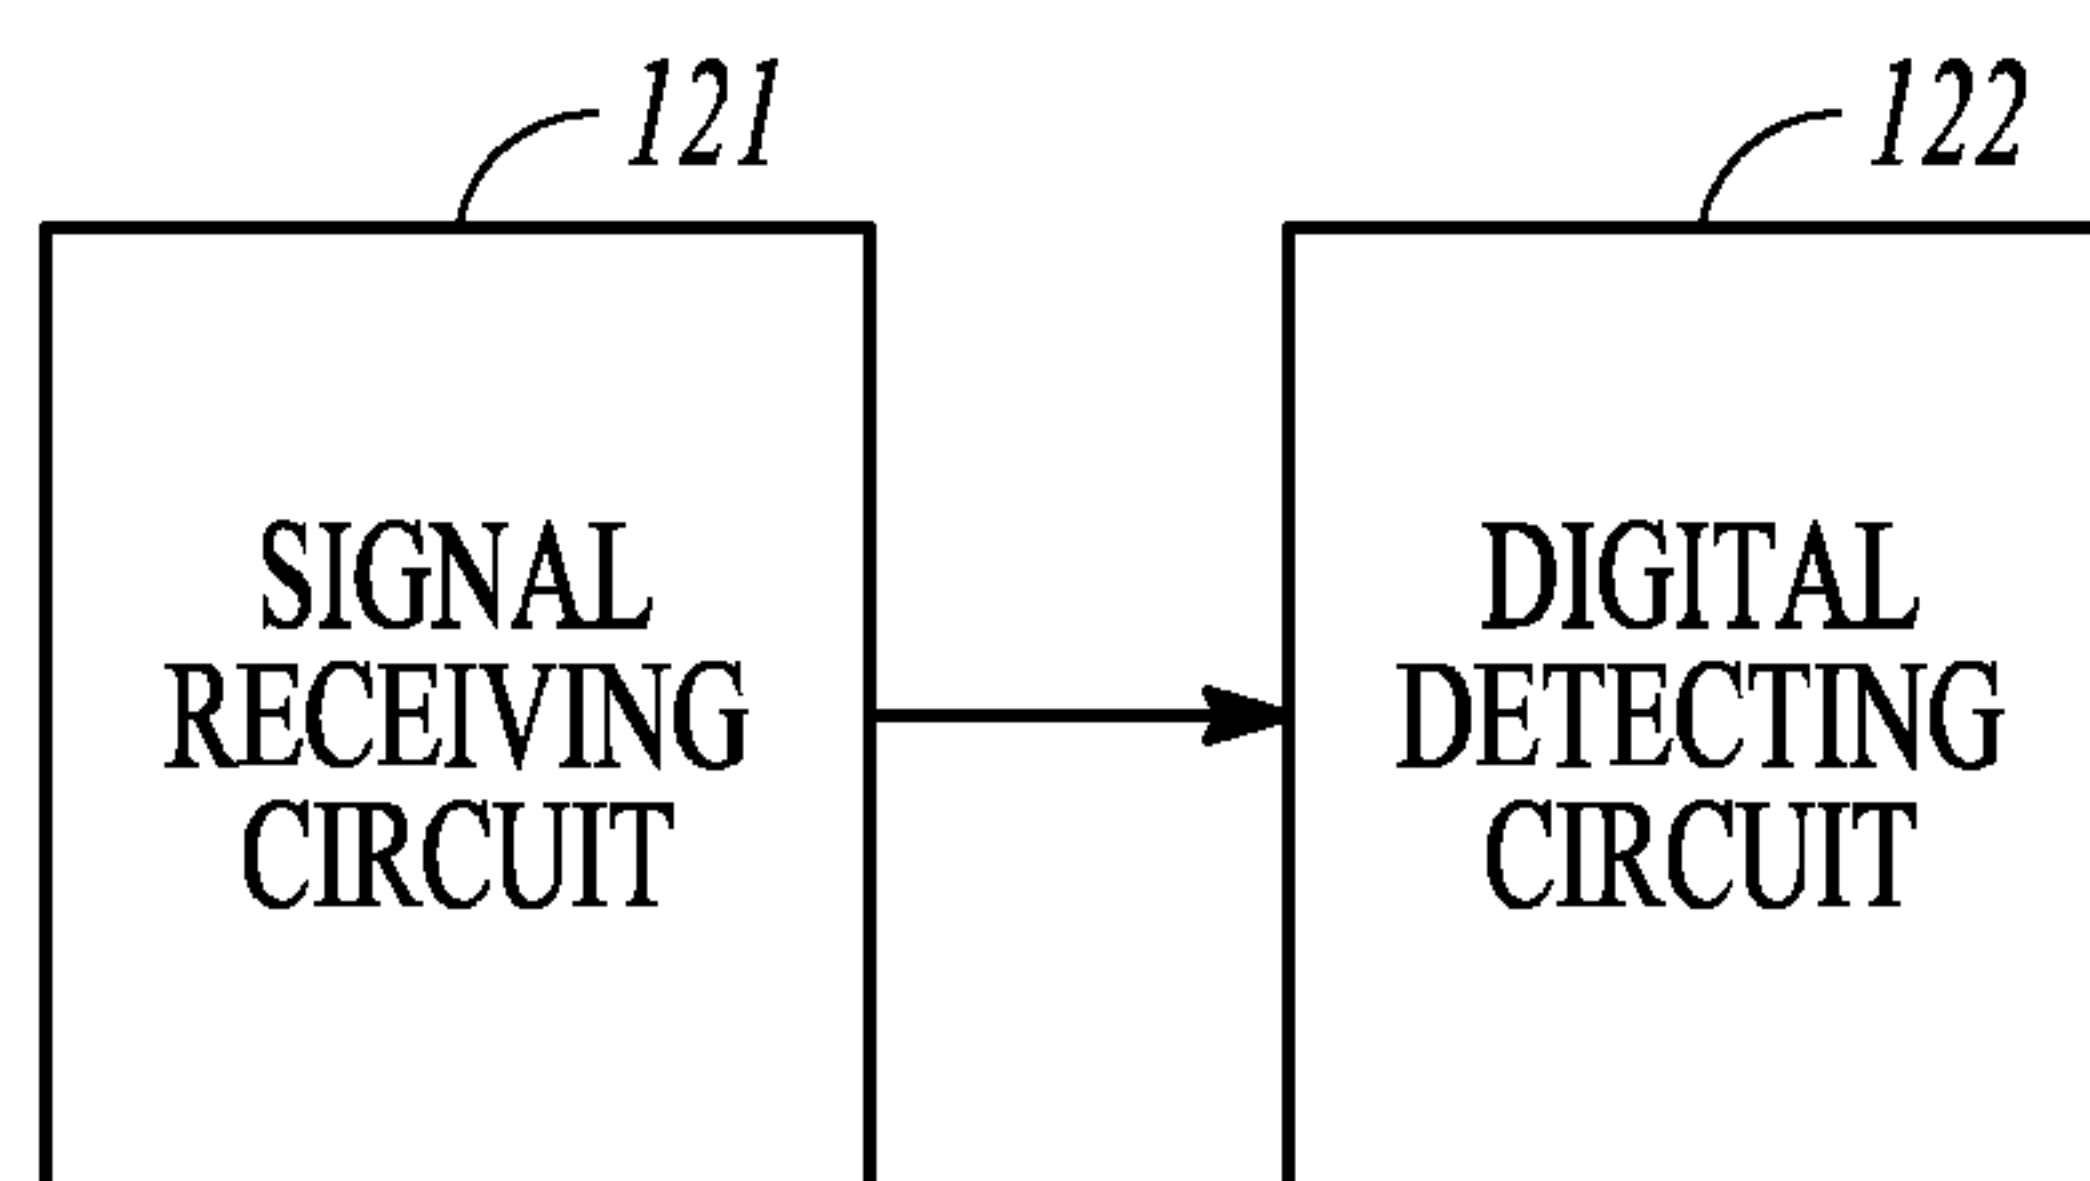 121
SIGNAL
RECEIVING
CIRCUIT
122
DIGITAL
DETECTING
CIRCUIT